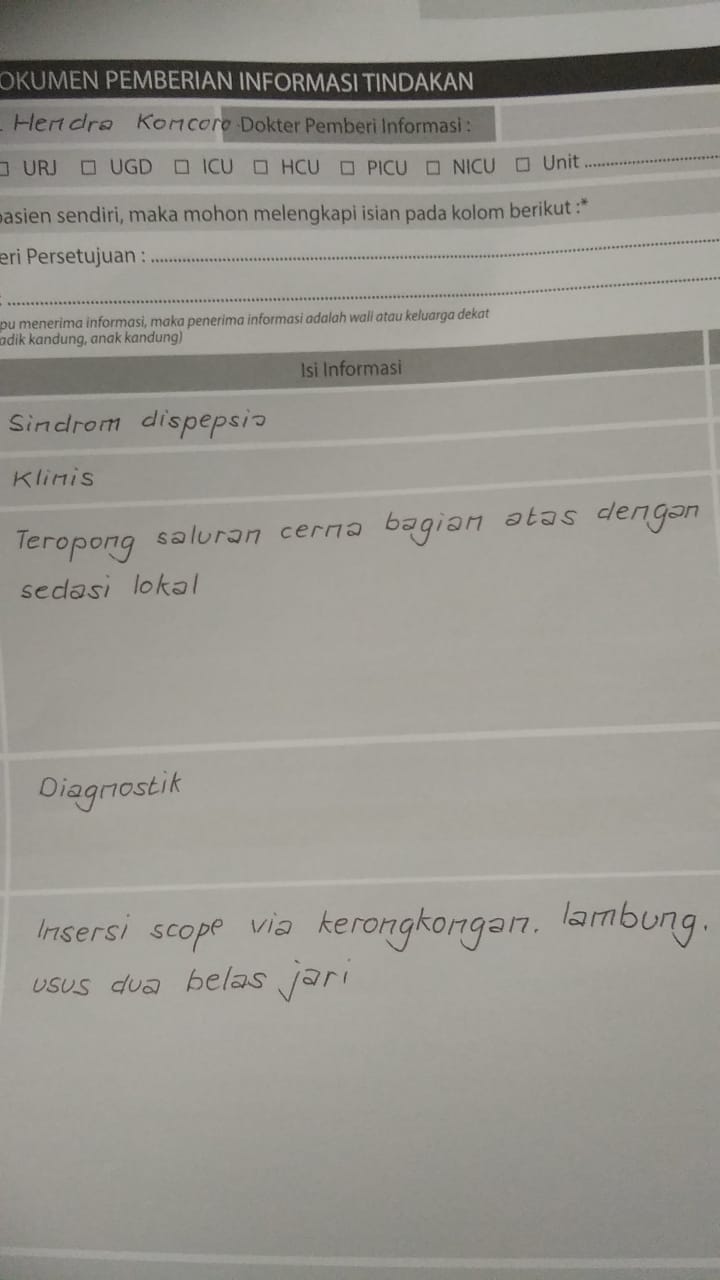 OKUMEN PEMBERIAN INFORMASI TINDAKAN
. Hendra Koncoro Dokter Pemberi Informasi :
□ URJ □ UGD □ ICU □ HCU □ PICU □ NICU □ Unit ........................
pasien sendiri, maka mohon melengkapi isian pada kolom berikut :*
eri Persetujuan : ................................................................
: ................................................................
pu menerima informasi, maka penerima informasi adalah wali atau keluarga dekat
adik kandung, anak kandung)
Isi Informasi
Sindrom dispepsia
Klinis
Teropong saluran cerna bagian atas dengan
sedasi lokal
Diagnostik
Insersi scope via kerongkongan. lambung.
usus dua belas jari